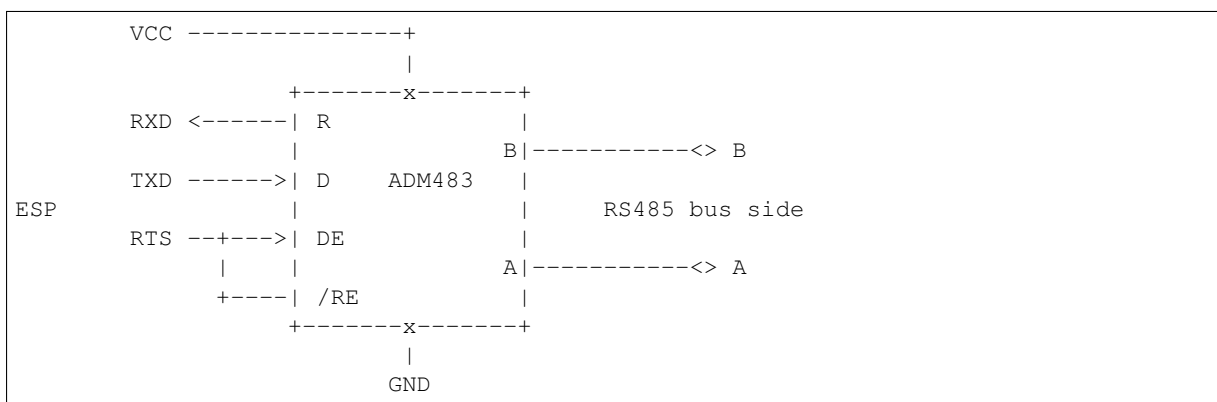 VCC ---------------+
|
+-------x-------+
RXD <------| R |
| B|-----------<> B
TXD ------>| D ADM483 |
ESP | | RS485 bus side
RTS --+--->| DE |
| | A|-----------<> A
+----| /RE |
+-------x-------+
|
GND